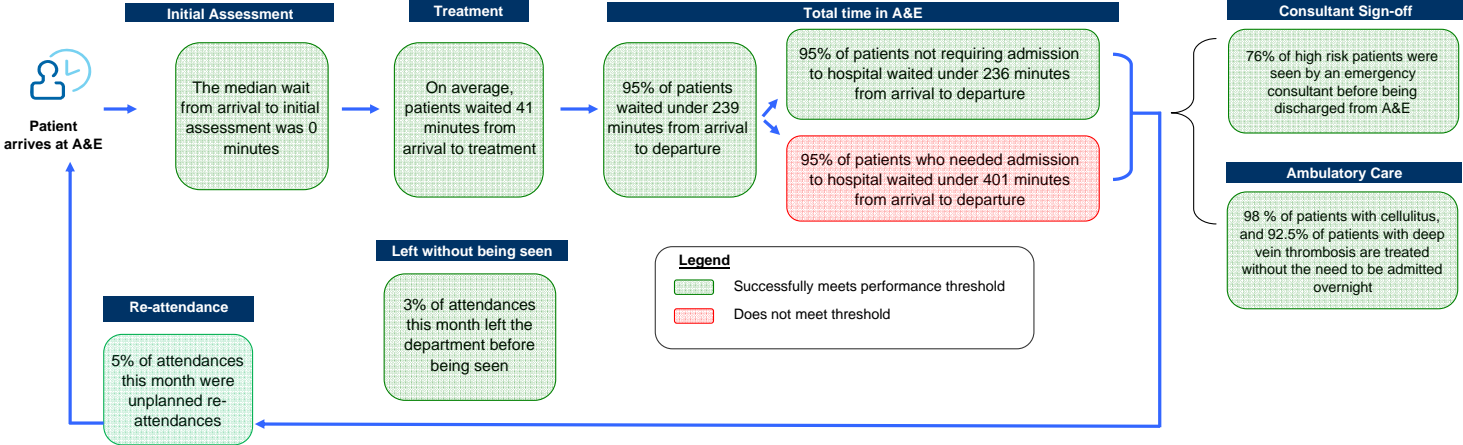 Initial Assessment
Treatment
Total time in A&E
Consultant Sign-off
Patient
arrives at A&E
The median wait
from arrival to initial
assessment was 0
minutes
On average,
patients waited 41
minutes from
arrival to treatment
95% of patients
waited under 239
minutes from arrival
to departure
95% of patients not requiring admission
to hospital waited under 236 minutes
from arrival to departure
95% of patients who needed admission
to hospital waited under 401 minutes
from arrival to departure
76% of high risk patients were
seen by an emergency
consultant before being
discharged from A&E
Ambulatory Care
98 % of patients with cellulitus,
and 92.5% of patients with deep
vein thrombosis are treated
without the need to be admitted
overnight
Left without being seen
3% of attendances
this month left the
department before
being seen
Legend
Successfully meets performance threshold
Does not meet threshold
Re-attendance
5% of attendances
this month were
unplanned re-
attendances